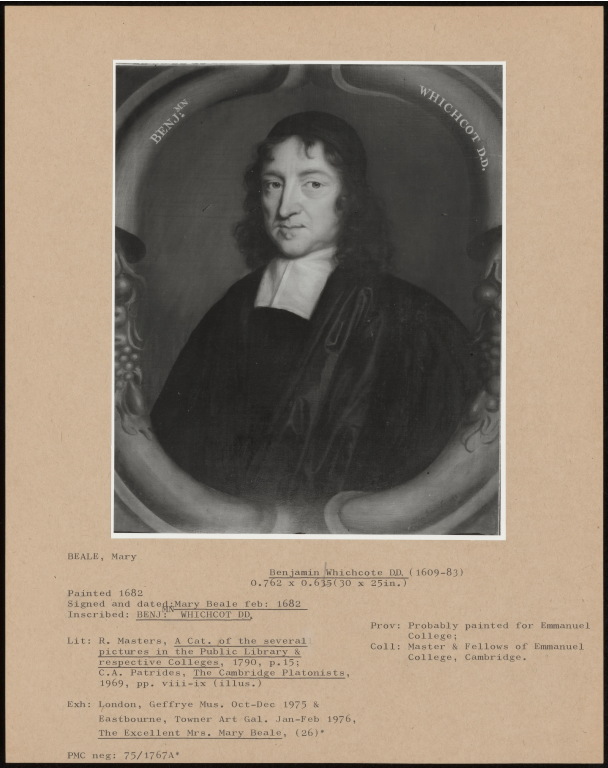 BENJ:MN
WHICHCOT D.D.
BEALE, Mary
Benjamin Whichcote DD. (1609-83)
0.762 x 0.635(30 x 25in.)
Painted 1682
Signed and dated:Mary Beale feb: 1682
Inscribed: BENJ:MN WHICHCOT DD.
Lit: R. Masters, A Cat. of the several
pictures in the Public Library &
respective Colleges, 1790, p.15;
C.A. Patrides, The Cambridge Platonists,
1969, pp. viii-ix (illus.)
Exh: London, Geffrye Mus. Oct-Dec 1975 &
Eastbourne, Towner Art Gal. Jan-Feb 1976,
The Excellent Mrs. Mary Beale, (26)*
PMC neg: 75/1767A*
Prov: Probably painted for Emmanuel
College;
Coll: Master & Fellows of Emmanuel
College, Cambridge.